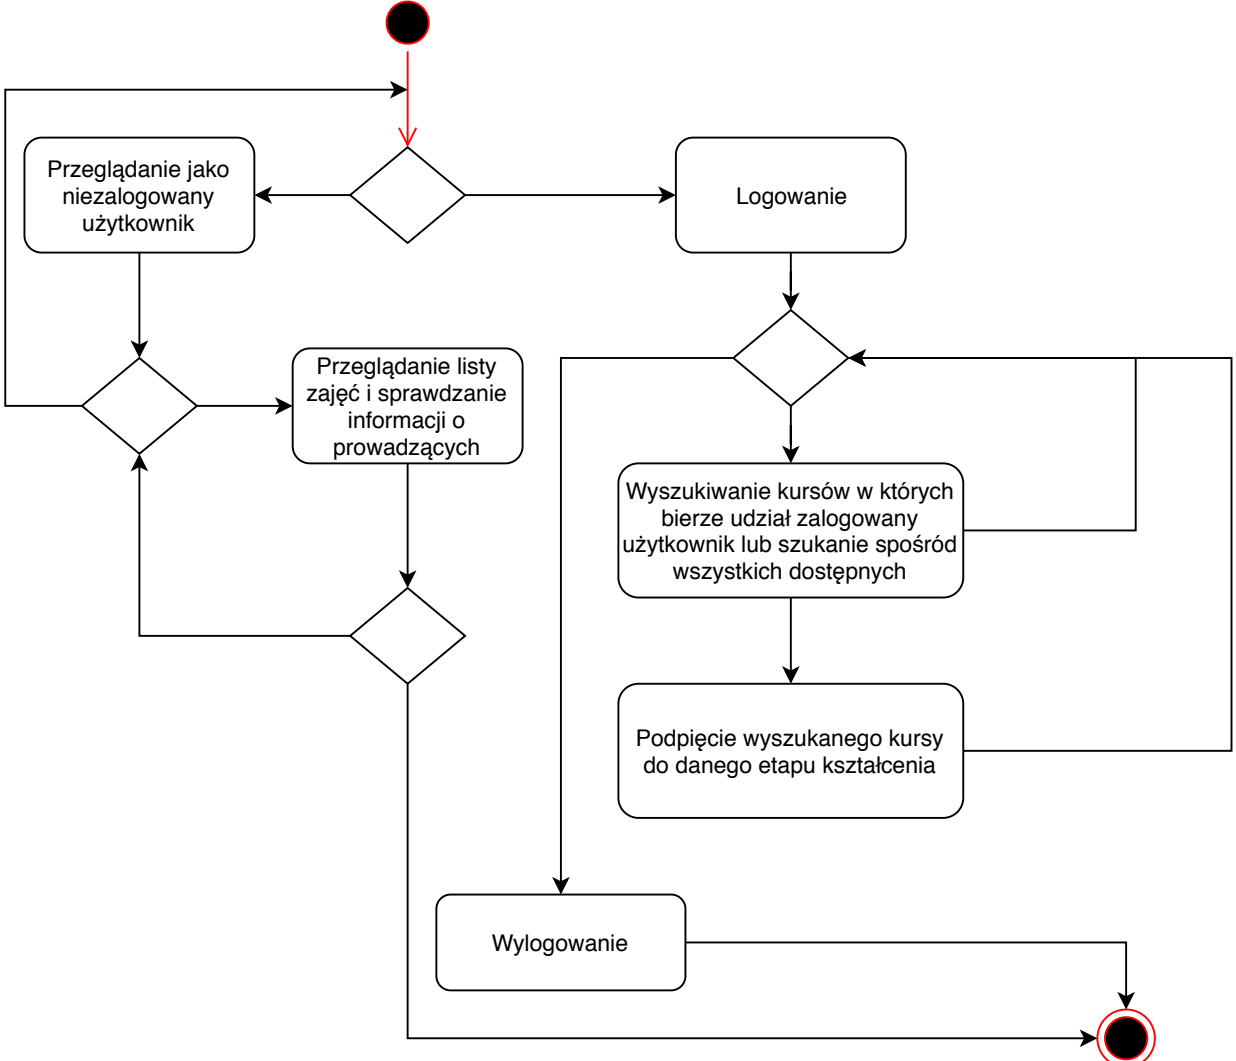 Przeglądanie jako
niezalogowany
użytkownik
Logowanie
Przeglądanie listy
zajęć i sprawdzanie
informacji o
prowadzących
Wyszukiwanie kursów w których
bierze udział zalogowany
użytkownik lub szukanie spośród
wszystkich dostępnych
Podpięcie wyszukanego kursy
do danego etapu kształcenia
Wylogowanie